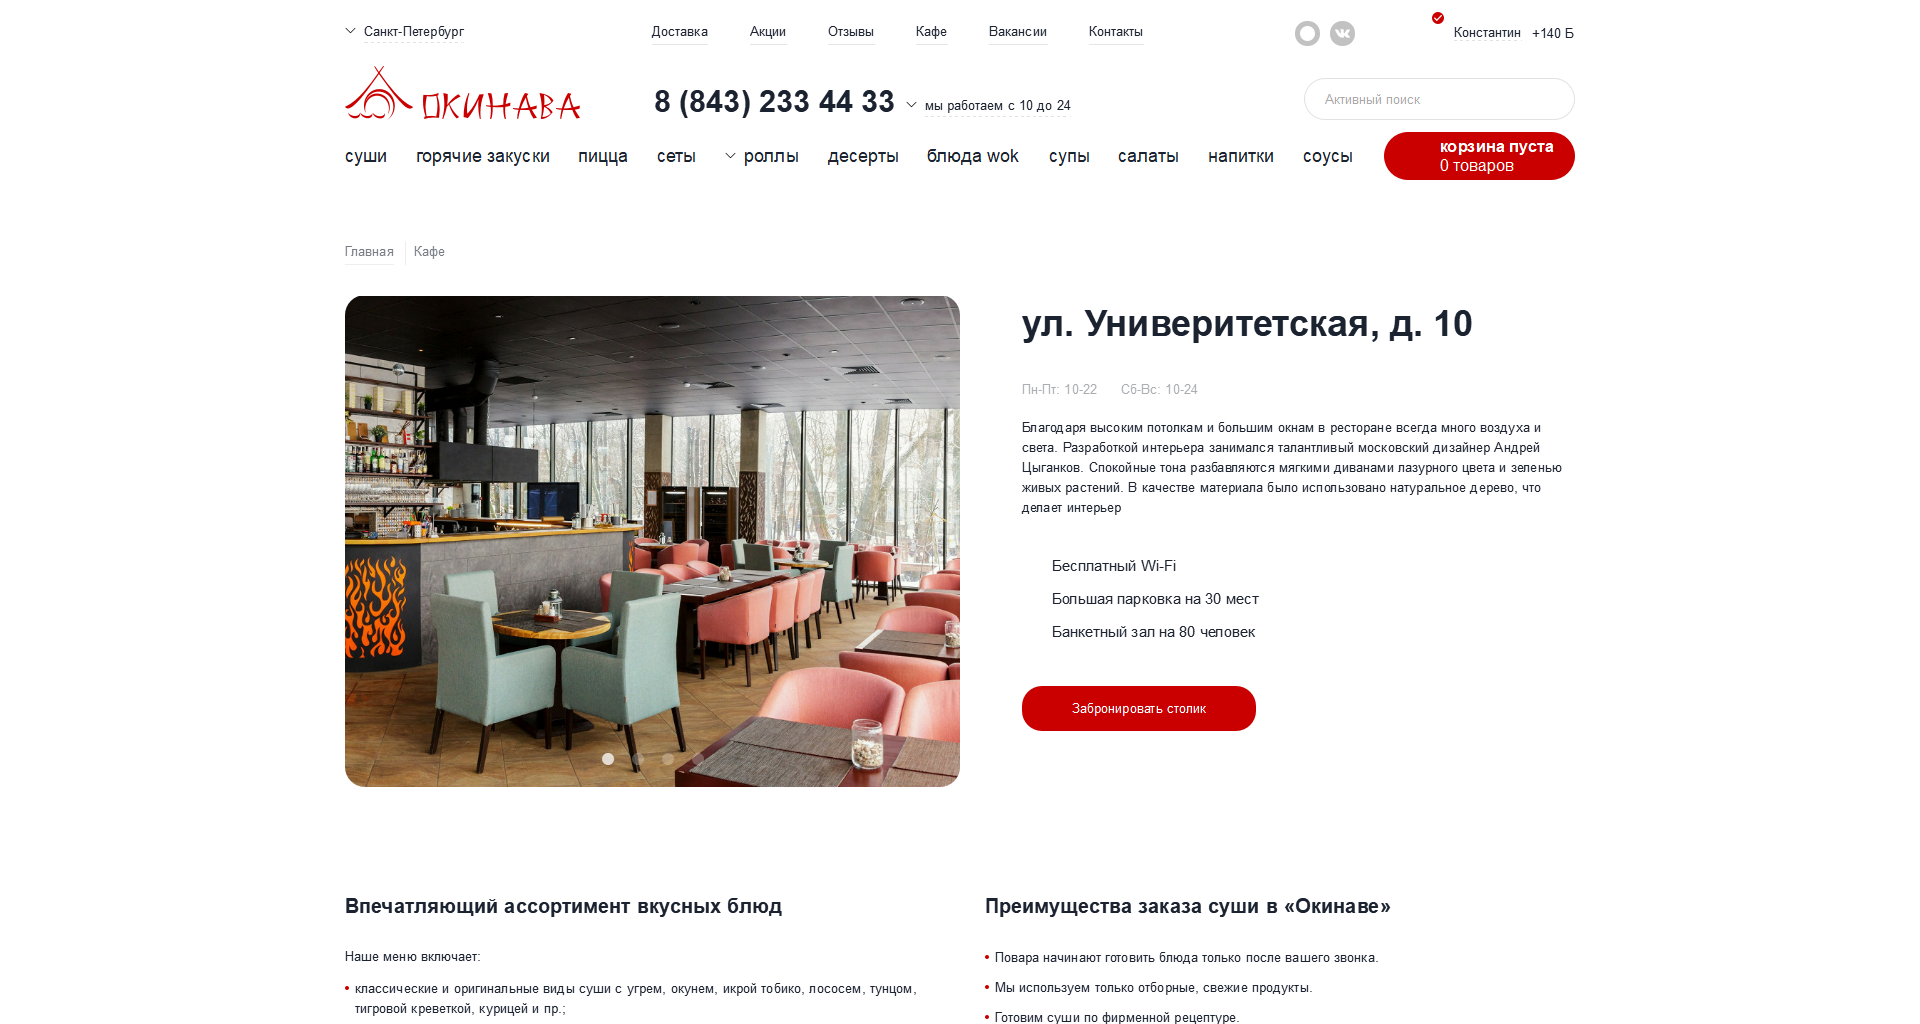 Санкт-Петербург
Доставка
Акции
Отзывы
Кафе
Вакансии
Контакты
Константин
+140 Б
ОКИНАВА
8 (843) 233 44 33
мы работаем с 10 до 24
Активный поиск
суши
горячие закуски
пицца
сеты
роллы
десерты
блюда wok
супы
салаты
напитки
соусы
корзина пуста
0 товаров
Главная
Кафе
ул. Универитетская, д. 10
Пн-Пт: 10-22 Сб-Вс: 10-24
Благодаря высоким потолкам и большим окнам в ресторане всегда много воздуха и
света. Разработкой интерьера занимался талантливый московский дизайнер Андрей
Цыганков. Спокойные тона разбавляются мягкими диванами лазурного цвета и зеленью
живых растений. В качестве материала было использовано натуральное дерево, что
делает интерьер
Бесплатный Wi-Fi
Большая парковка на 30 мест
Банкетный зал на 80 человек
Забронировать столик
Впечатляющий ассортимент вкусных блюд
Наше меню включает:
классические и оригинальные виды суши с угрем, окунем, икрой тобико, лососем, тунцом,
тигровой креветкой, курицей и пр.;
Преимущества заказа суши в «Окинаве»
Повара начинают готовить блюда только после вашего звонка.
Мы используем только отборные, свежие продукты.
Готовим суши по фирменной рецептуре.